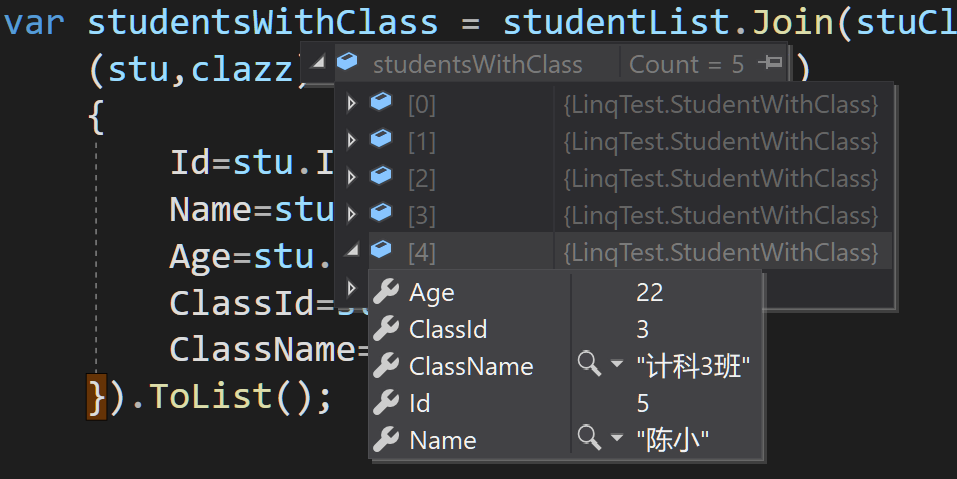 var studentsWithClass = studentList.Join(stuCl
(stu,clazz) studentsWithClass Count = 5 )
{ [0] {LinqTest.StudentWithClass}
[1] {LinqTest.StudentWithClass}
Id=stu.I [2] {LinqTest.StudentWithClass}
Name=stu [3] {LinqTest.StudentWithClass}
Age=stu. [4] {LinqTest.StudentWithClass}
Age 22
ClassId= ClassId 3
ClassName= ClassName "计科3班"
}).ToList(); Id 5
Name "陈小"